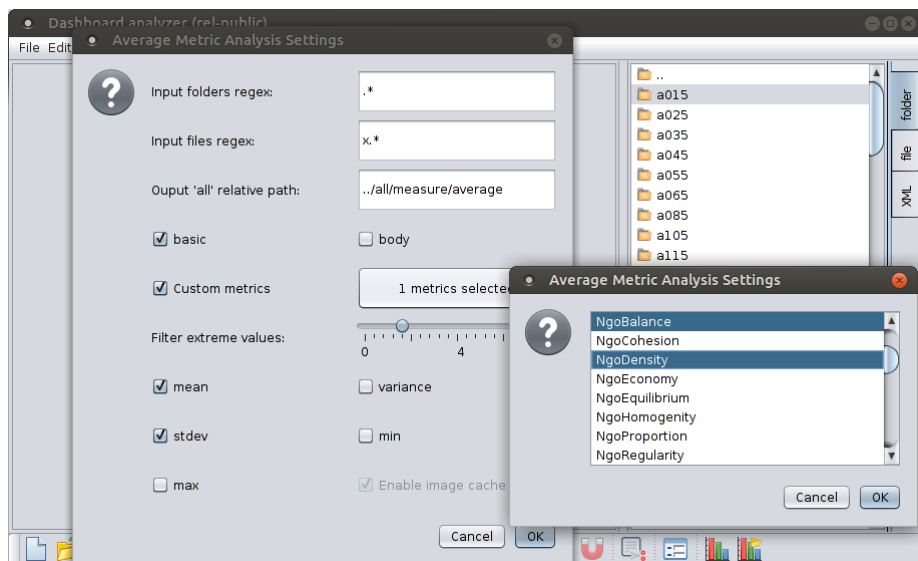 Dashboard analyzer (rel-public)
File Edit
Average Metric Analysis Settings
Input folders regex:
.*
Input files regex:
x.*
Ouput 'all' relative path:
../all/measure/average
basic
body
Custom metrics
1 metrics selected
Filter extreme values:
0
4
mean
variance
stdev
min
max
Enable image cache
Cancel
OK
..
a015
a025
a035
a045
a055
a065
a085
a105
a115
folder
file
XML
Average Metric Analysis Settings
NgoBalance
NgoCohesion
NgoDensity
NgoEconomy
NgoEquilibrium
NgoHomogenity
NgoProportion
NgoRegularity
Cancel
OK